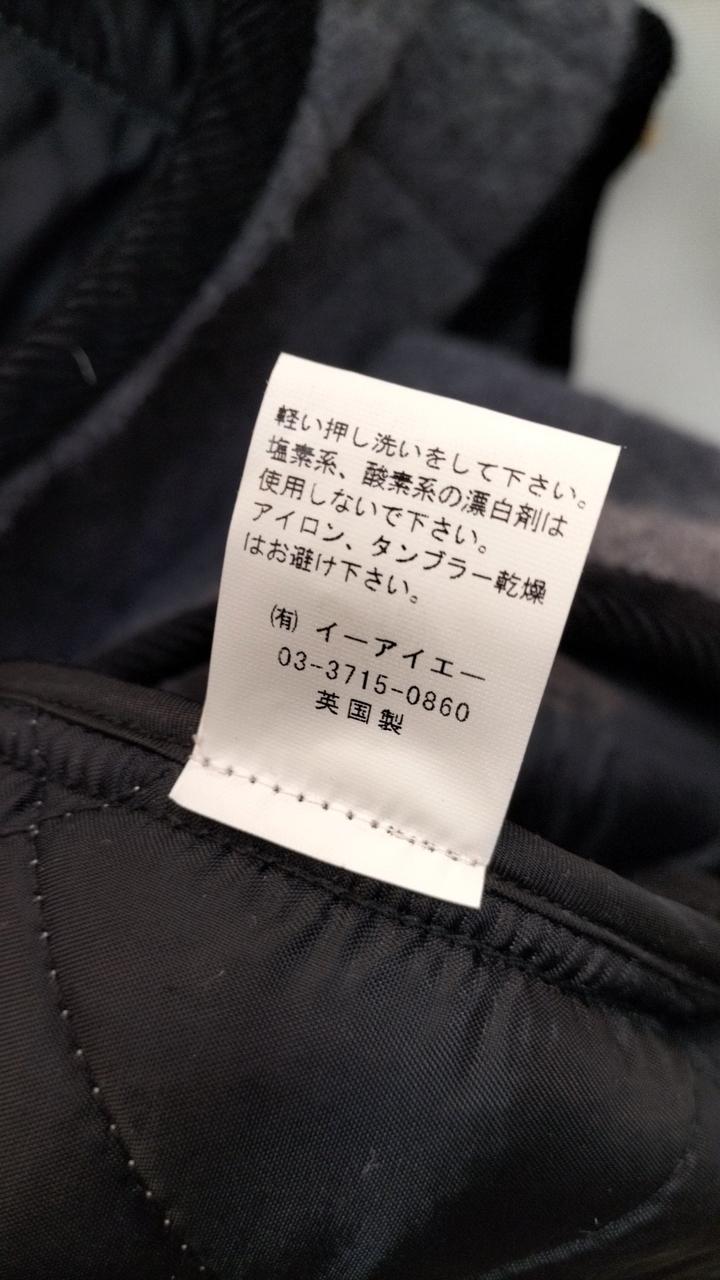 軽い押し洗いをして下さい。
塩素系、酸素系の漂白剤は
使用しないで下さい。
アイロン、タンブラー乾燥
はお避け下さい。
㈲ イーアイエー
03-3715-0860
英国製